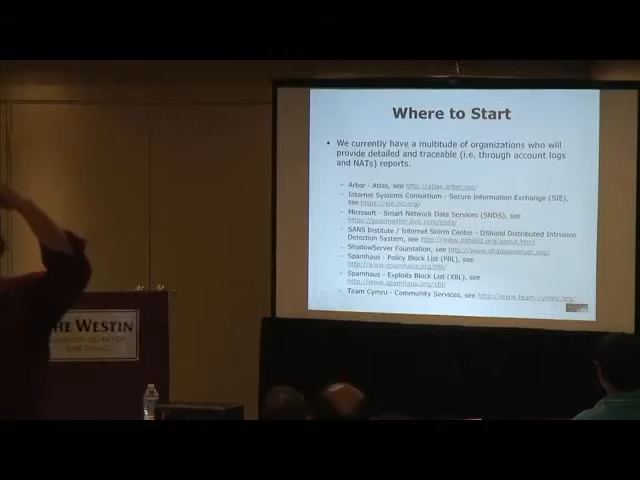 Where to Start
• We currently have a multitude of organizations who will
provide detailed and traceable (i.e. through account logs
and NATs) reports.
– Arbor - Atlas, see http://atlas.arbor.net/
– Internet Systems Consortium - Secure Information Exchange (SIE),
see https://sie.isc.org/
– Microsoft - Smart Network Data Services (SNDS), see
https://postmaster.live.com/snds/
– SANS Institute / Internet Storm Center - DShield Distributed Intrusion
Detection System, see http://www.dshield.org/about.html
– ShadowServer Foundation, see http://www.shadowserver.org/
– Spamhaus - Policy Block List (PBL), see
http://www.spamhaus.org/pbl/
– Spamhaus - Exploits Block List (XBL), see
http://www.spamhaus.org/xbl/
– Team Cymru - Community Services, see http://www.team-cymru.org/
THE WESTIN
QUARTER
SAN DIEGO